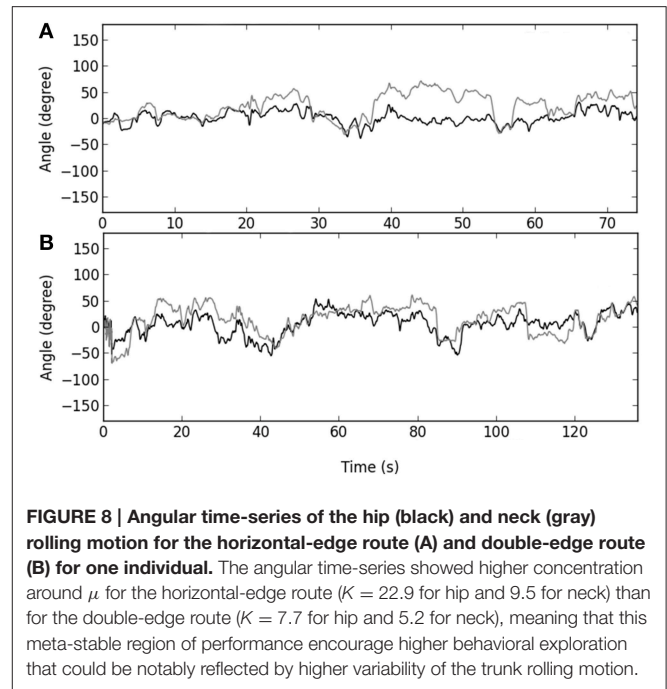 A
150
100
50
0
−50
−100
−150
Angle (degree)
0 10 20 30 40 50 60 70
B
150
100
50
0
−50
−100
−150
Angle (degree)
0 20 40 60 80 100 120
Time (s)
FIGURE 8 | Angular time-series of the hip (black) and neck (gray)
rolling motion for the horizontal-edge route (A) and double-edge route
(B) for one individual. The angular time-series showed higher concentration
around μ for the horizontal-edge route (K = 22.9 for hip and 9.5 for neck) than
for the double-edge route (K = 7.7 for hip and 5.2 for neck), meaning that this
meta-stable region of performance encourage higher behavioral exploration
that could be notably reflected by higher variability of the trunk rolling motion.